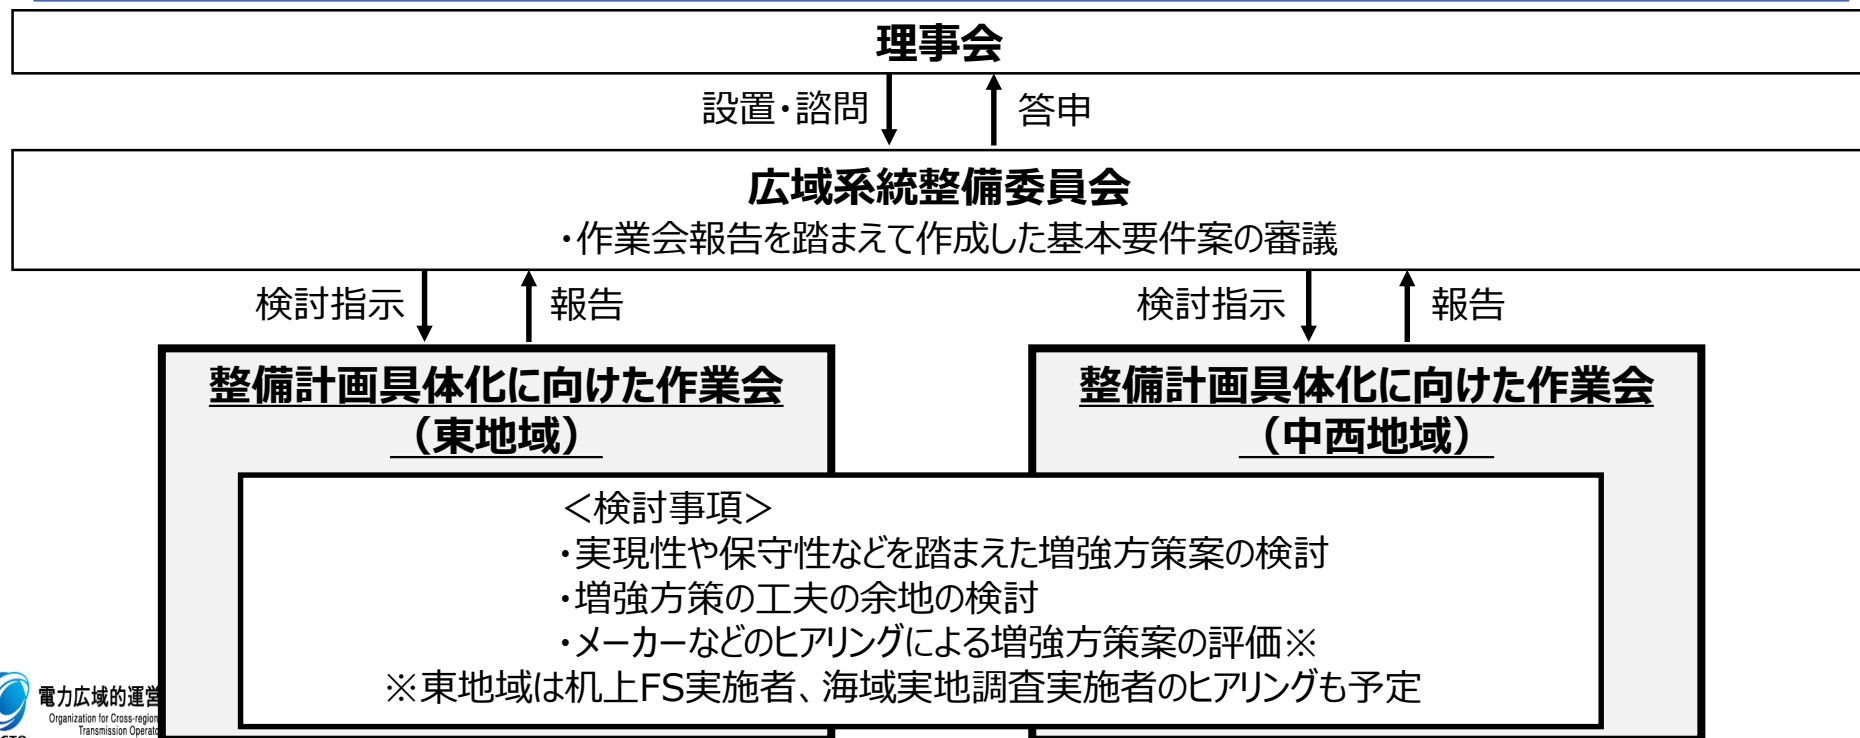 理事会
設置・諮問
答申
広域系統整備委員会
・作業会報告を踏まえて作成した基本要件案の審議
検討指示
報告
検討指示
報告
整備計画具体化に向けた作業会
（東地域）
整備計画具体化に向けた作業会
（中西地域）
＜検討事項＞
・実現性や保守性などを踏まえた増強方策案の検討
・増強方策の工夫の余地の検討
・メーカーなどのヒアリングによる増強方策案の評価※
※東地域は机上FS実施者、海域実地調査実施者のヒアリングも予定
電力広域的運営
Organization for Cross-region
Transmission Operato